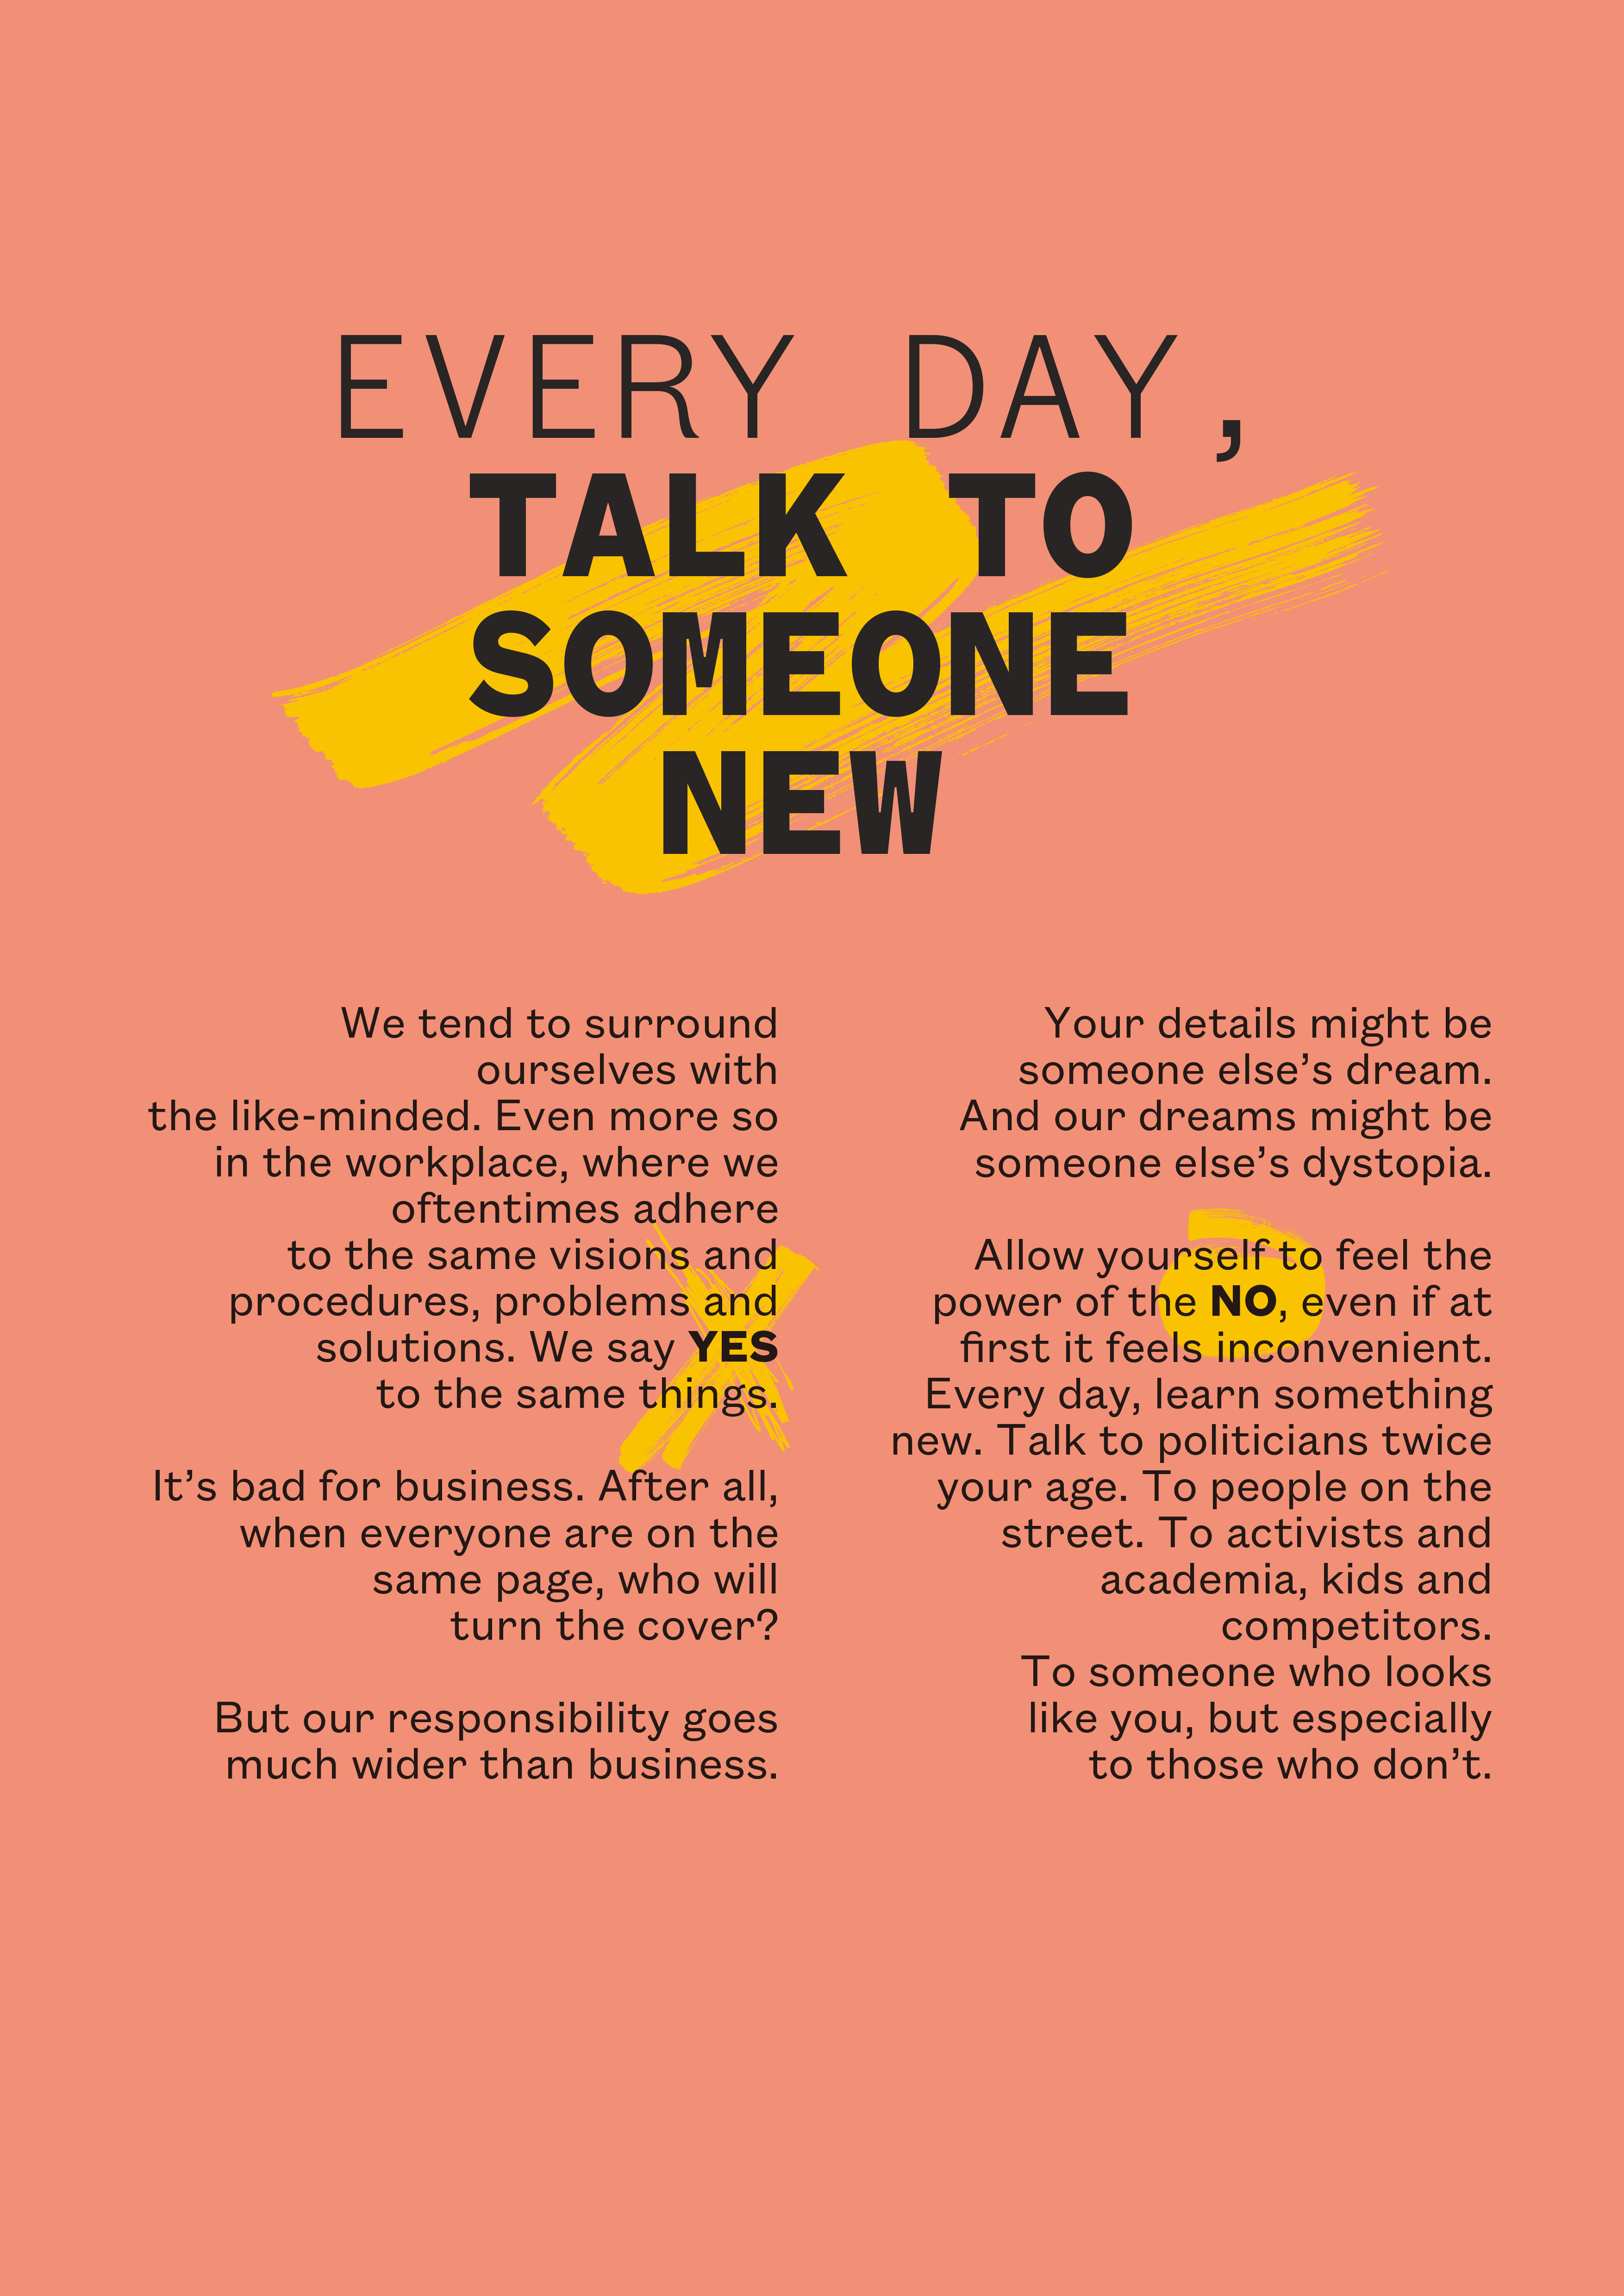 EVERY DAY,
TALK TO
SOMEONE
NEW
We tend to surround
ourselves with
the like-minded. Even more so
in the workplace, where we
oftentimes adhere
to the same visions and
procedures, problems and
solutions. We say YES
to the same things.
It’s bad for business. After all,
when everyone are on the
same page, who will
turn the cover?
But our responsibility goes
much wider than business.
Your details might be
someone else’s dream.
And our dreams might be
someone else’s dystopia.
Allow yourself to feel the
power of the NO, even if at
first it feels inconvenient.
Every day, learn something
new. Talk to politicians twice
your age. To people on the
street. To activists and
academia, kids and
competitors.
To someone who looks
like you, but especially
to those who don’t.